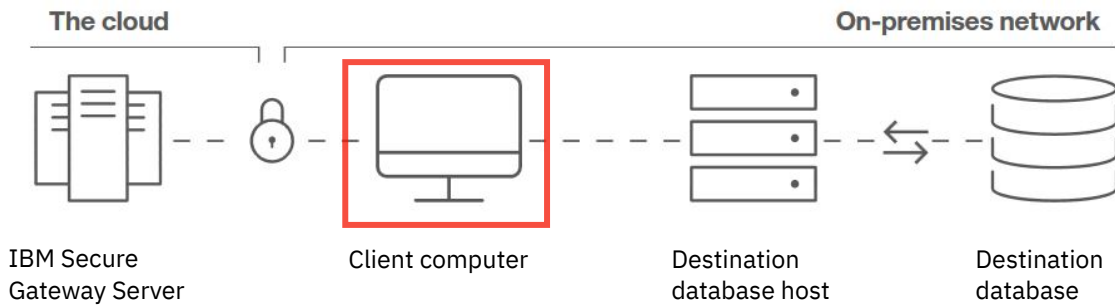 The cloud
On-premises network
IBM Secure
Gateway Server
Client computer
Destination
database host
Destination
database